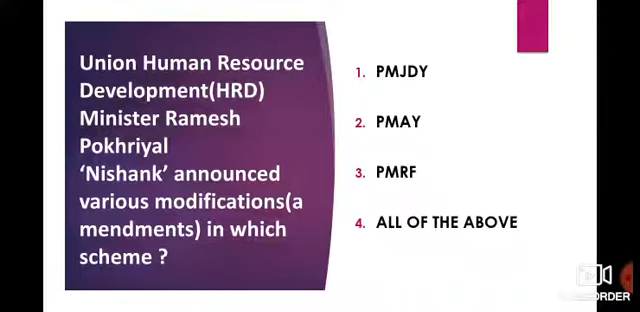 Union Human Resource
Development(HRD)
Minister Ramesh
Pokhriyal
‘Nishank’ announced
various modifications(a
mendments) in which
scheme ?
1. PMJDY
2. PMAY
3. PMRF
4. ALL OF THE ABOVE